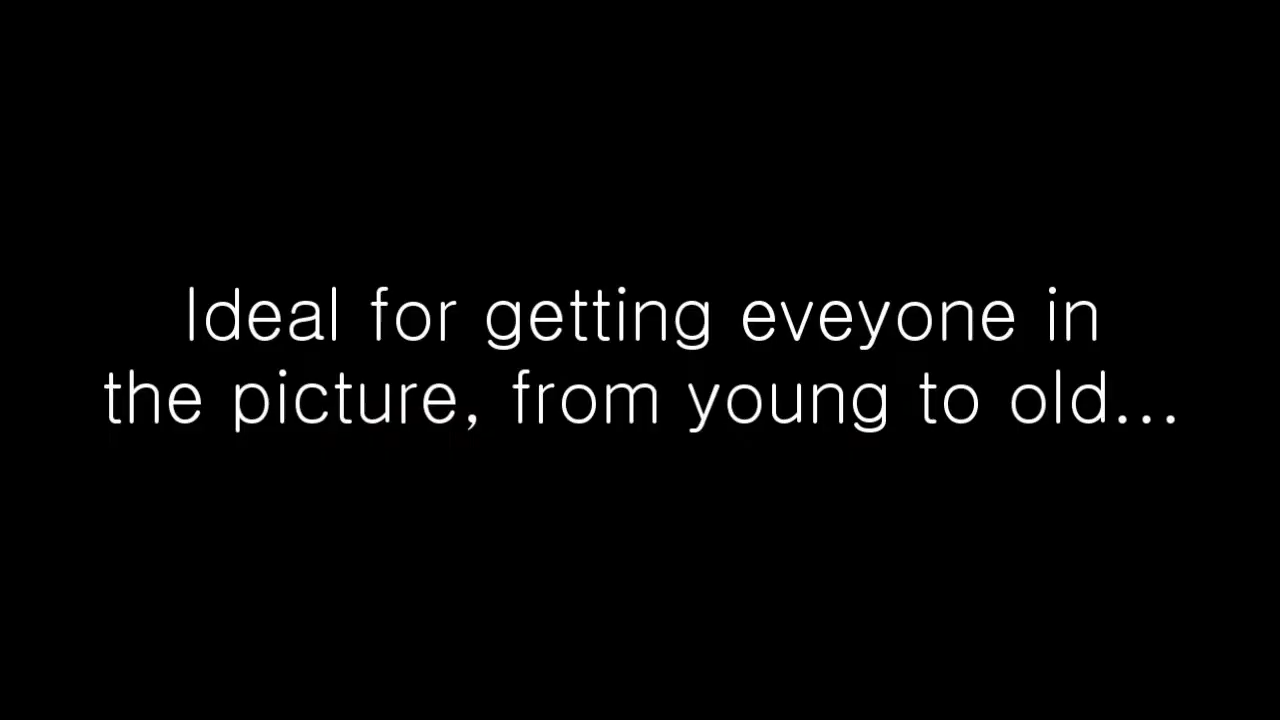 Ideal for getting eveyone in
the picture, from young to old...